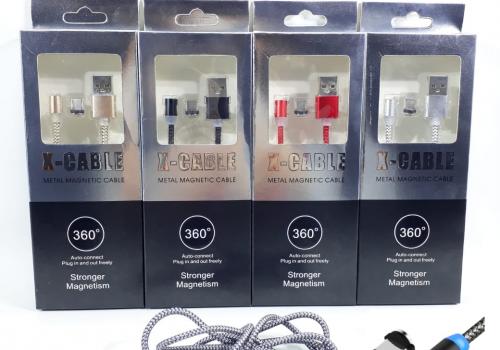 X-CABLE
METAL MAGNETIC CABLE
360°
Auto-connect
Plug in and out freely
Stronger
Magnetism
X-CABLE
METAL MAGNETIC CABLE
360°
Auto-connect
Plug in and out freely
Stronger
Magnetism
X-CABLE
METAL MAGNETIC CABLE
360°
Auto-connect
Plug in and out freely
Stronger
Magnetism
X-CABLE
METAL MAGNETIC CABLE
360°
Auto-connect
Plug in and out freely
Stronger
Magnetism